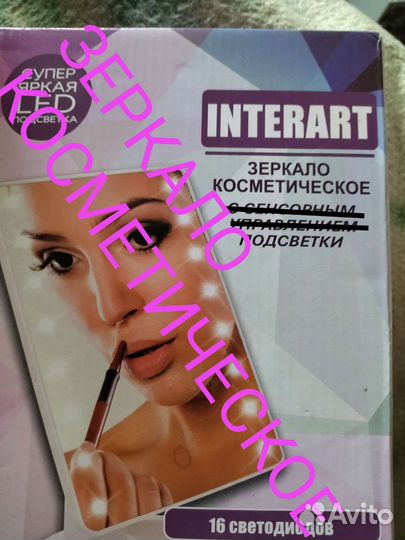 СУПЕР
ЯРКАЯ
LED
ПОДСВЕТКА
INTERART
ЗЕРКАЛО
КОСМЕТИЧЕСКОЕ
С СЕНСОРНЫМ
УПРАВЛЕНИЕМ
ПОДСВЕТКИ
ЗЕРКАЛО
КОСМЕТИЧЕСКОЕ
16 светодиодов
Avito